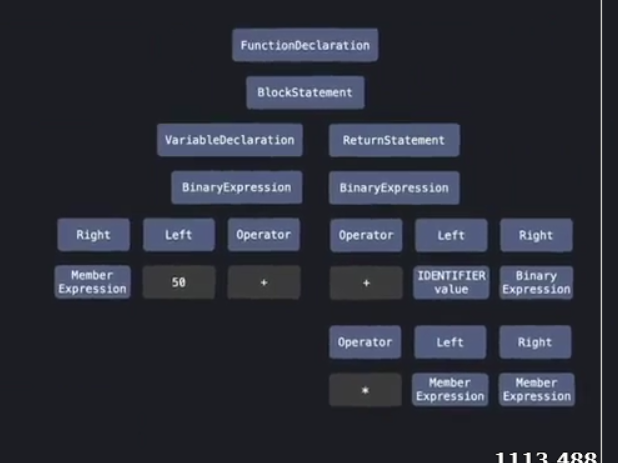 FunctionDeclaration
BlockStatement
VariableDeclaration ReturnStatement
BinaryExpression BinaryExpression
Right Left Operator Operator Left Right
Member Expression 50 + + IDENTIFIER value Binary Expression
Operator Left Right
* Member Expression Member Expression
1113,488